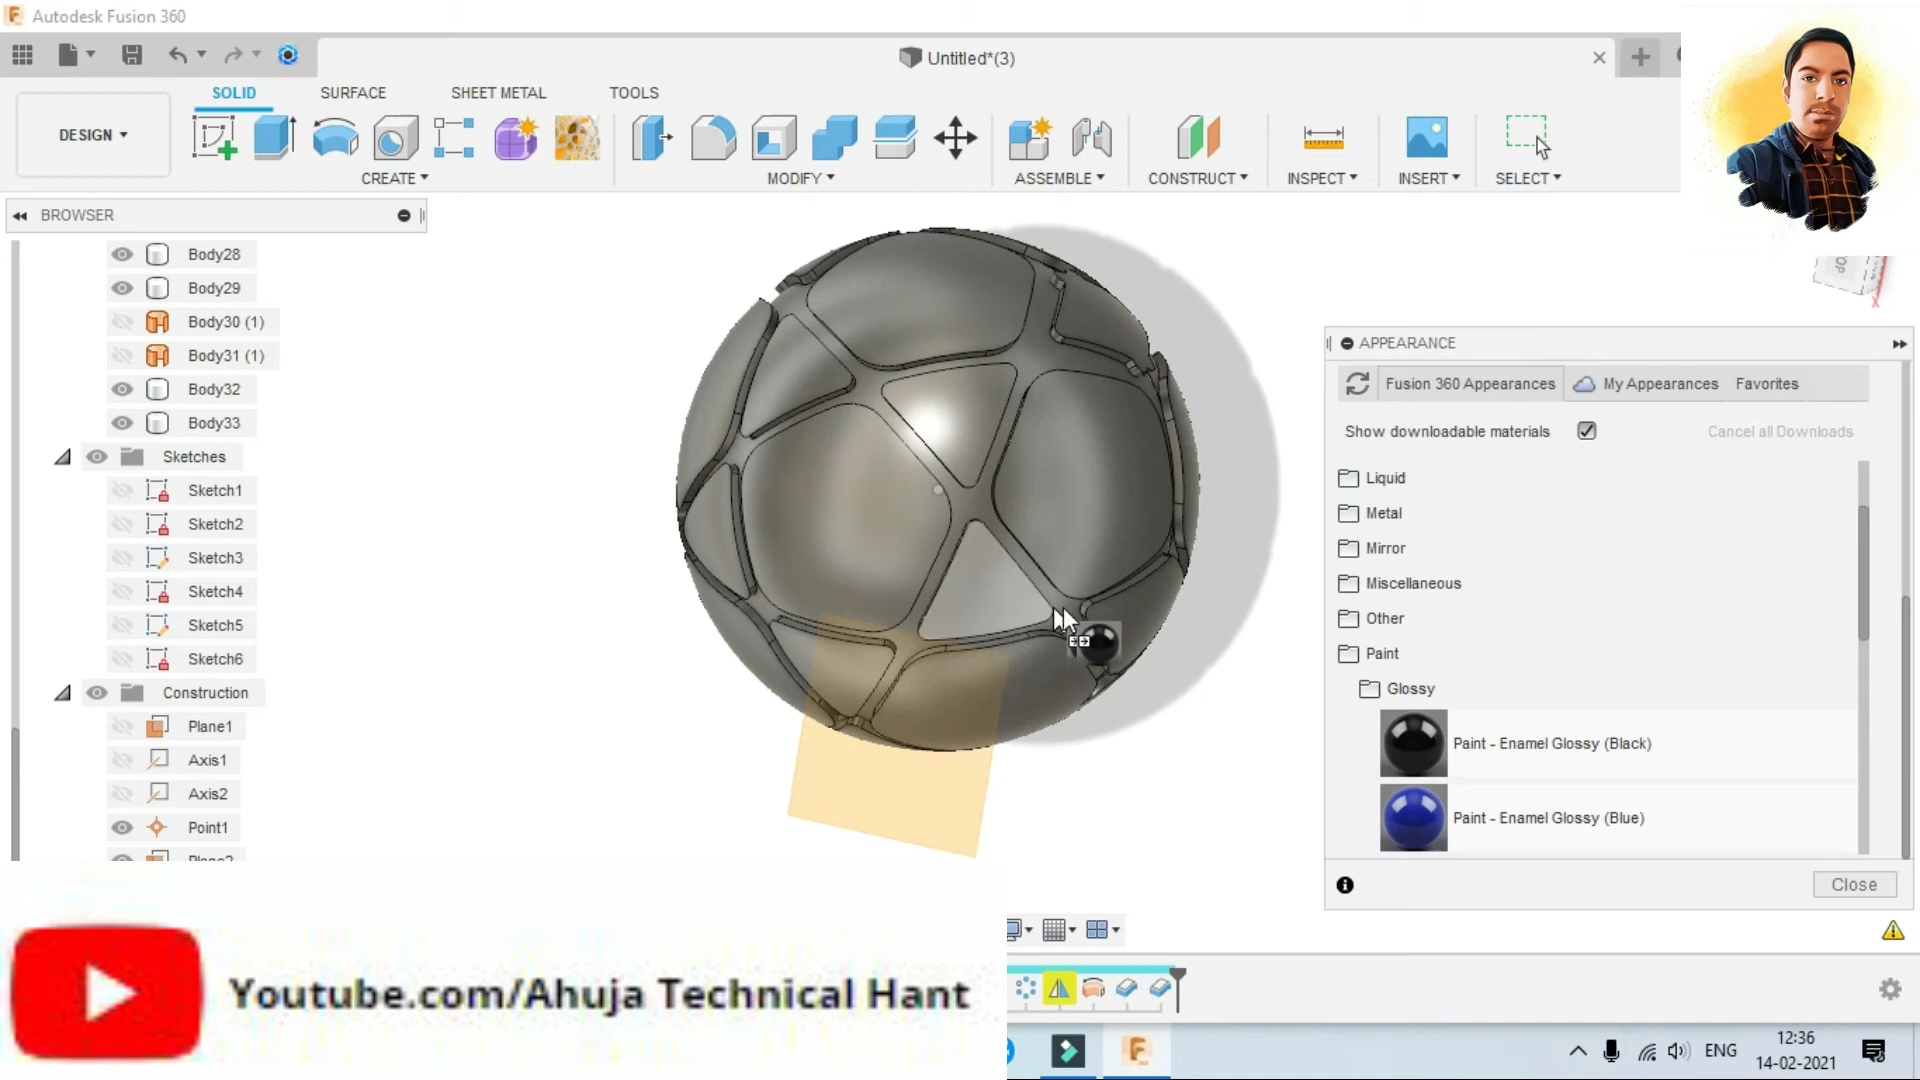 Autodesk Fusion 360
Untitled*(3)
SOLID
SURFACE
SHEET METAL
TOOLS
DESIGN
CREATE
MODIFY
ASSEMBLE
CONSTRUCT
INSPECT
INSERT
SELECT
BROWSER
Body28
Body29
Body30 (1)
Body31 (1)
Body32
Body33
Sketches
Sketch1
Sketch2
Sketch3
Sketch4
Sketch5
Sketch6
Construction
Plane1
Axis1
Axis2
Point1
APPEARANCE
Fusion 360 Appearances
My Appearances
Favorites
Show downloadable materials
Cancel all Downloads
Liquid
Metal
Mirror
Miscellaneous
Other
Paint
Glossy
Paint - Enamel Glossy (Black)
Paint - Enamel Glossy (Blue)
Close
Youtube.com/Ahuja Technical Hant
ENG
12:36
14-02-2021